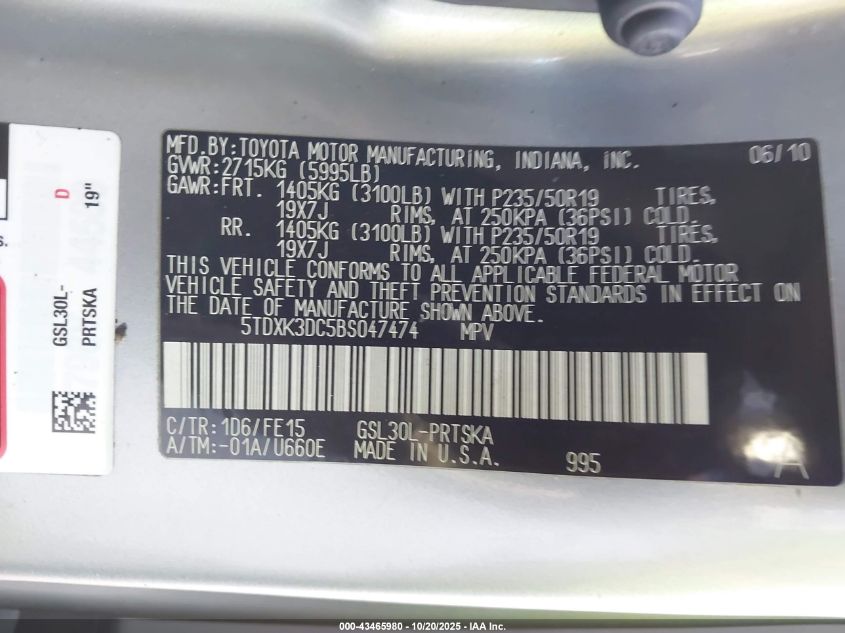 MFD. BY: TOYOTA MOTOR MANUFACTURING, INDIANA, INC. 06/10
GVWR: 2715KG (5995LB)
GAWR: FRT. 1405KG (3100LB) WITH P235/50R19 TIRES,
19X7J RIMS, AT 250KPA (36PSI) COLD.
RR. 1405KG (3100LB) WITH P235/50R19 TIRES,
19X7J RIMS, AT 250KPA (36PSI) COLD.
THIS VEHICLE CONFORMS TO ALL APPLICABLE FEDERAL MOTOR
VEHICLE SAFETY AND THEFT PREVENTION STANDARDS IN EFFECT ON
THE DATE OF MANUFACTURE SHOWN ABOVE.
5TDXK3DC5BS047474 MPV
C/TR: 1D6/FE15 GSL30L-PRTSKA
A/TM: -01A/U660E MADE IN U.S.A. 995
A
GSL30L-
PRTSKA
D
19"
000-43465980 - 10/20/2025 - IAA Inc.